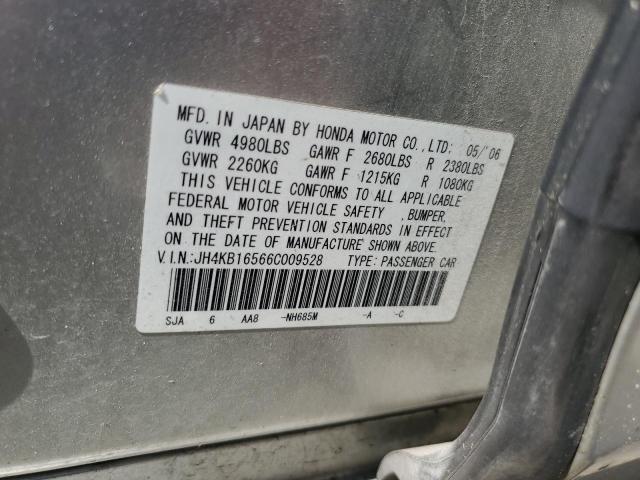 MFD. IN JAPAN BY HONDA MOTOR CO., LTD: 05/'06
GVWR 4980LBS GAWR F 2680LBS R 2380LBS
GVWR 2260KG GAWR F 1215KG R 1080KG
THIS VEHICLE CONFORMS TO ALL APPLICABLE
FEDERAL MOTOR VEHICLE SAFETY ,BUMPER,
AND THEFT PREVENTION STANDARDS IN EFFECT
ON THE DATE OF MANUFACTURE SHOWN ABOVE.
V.I.N.:JH4KB16566C009528 TYPE: PASSENGER CAR
SJA 6 AA8 -NH685M -A -C